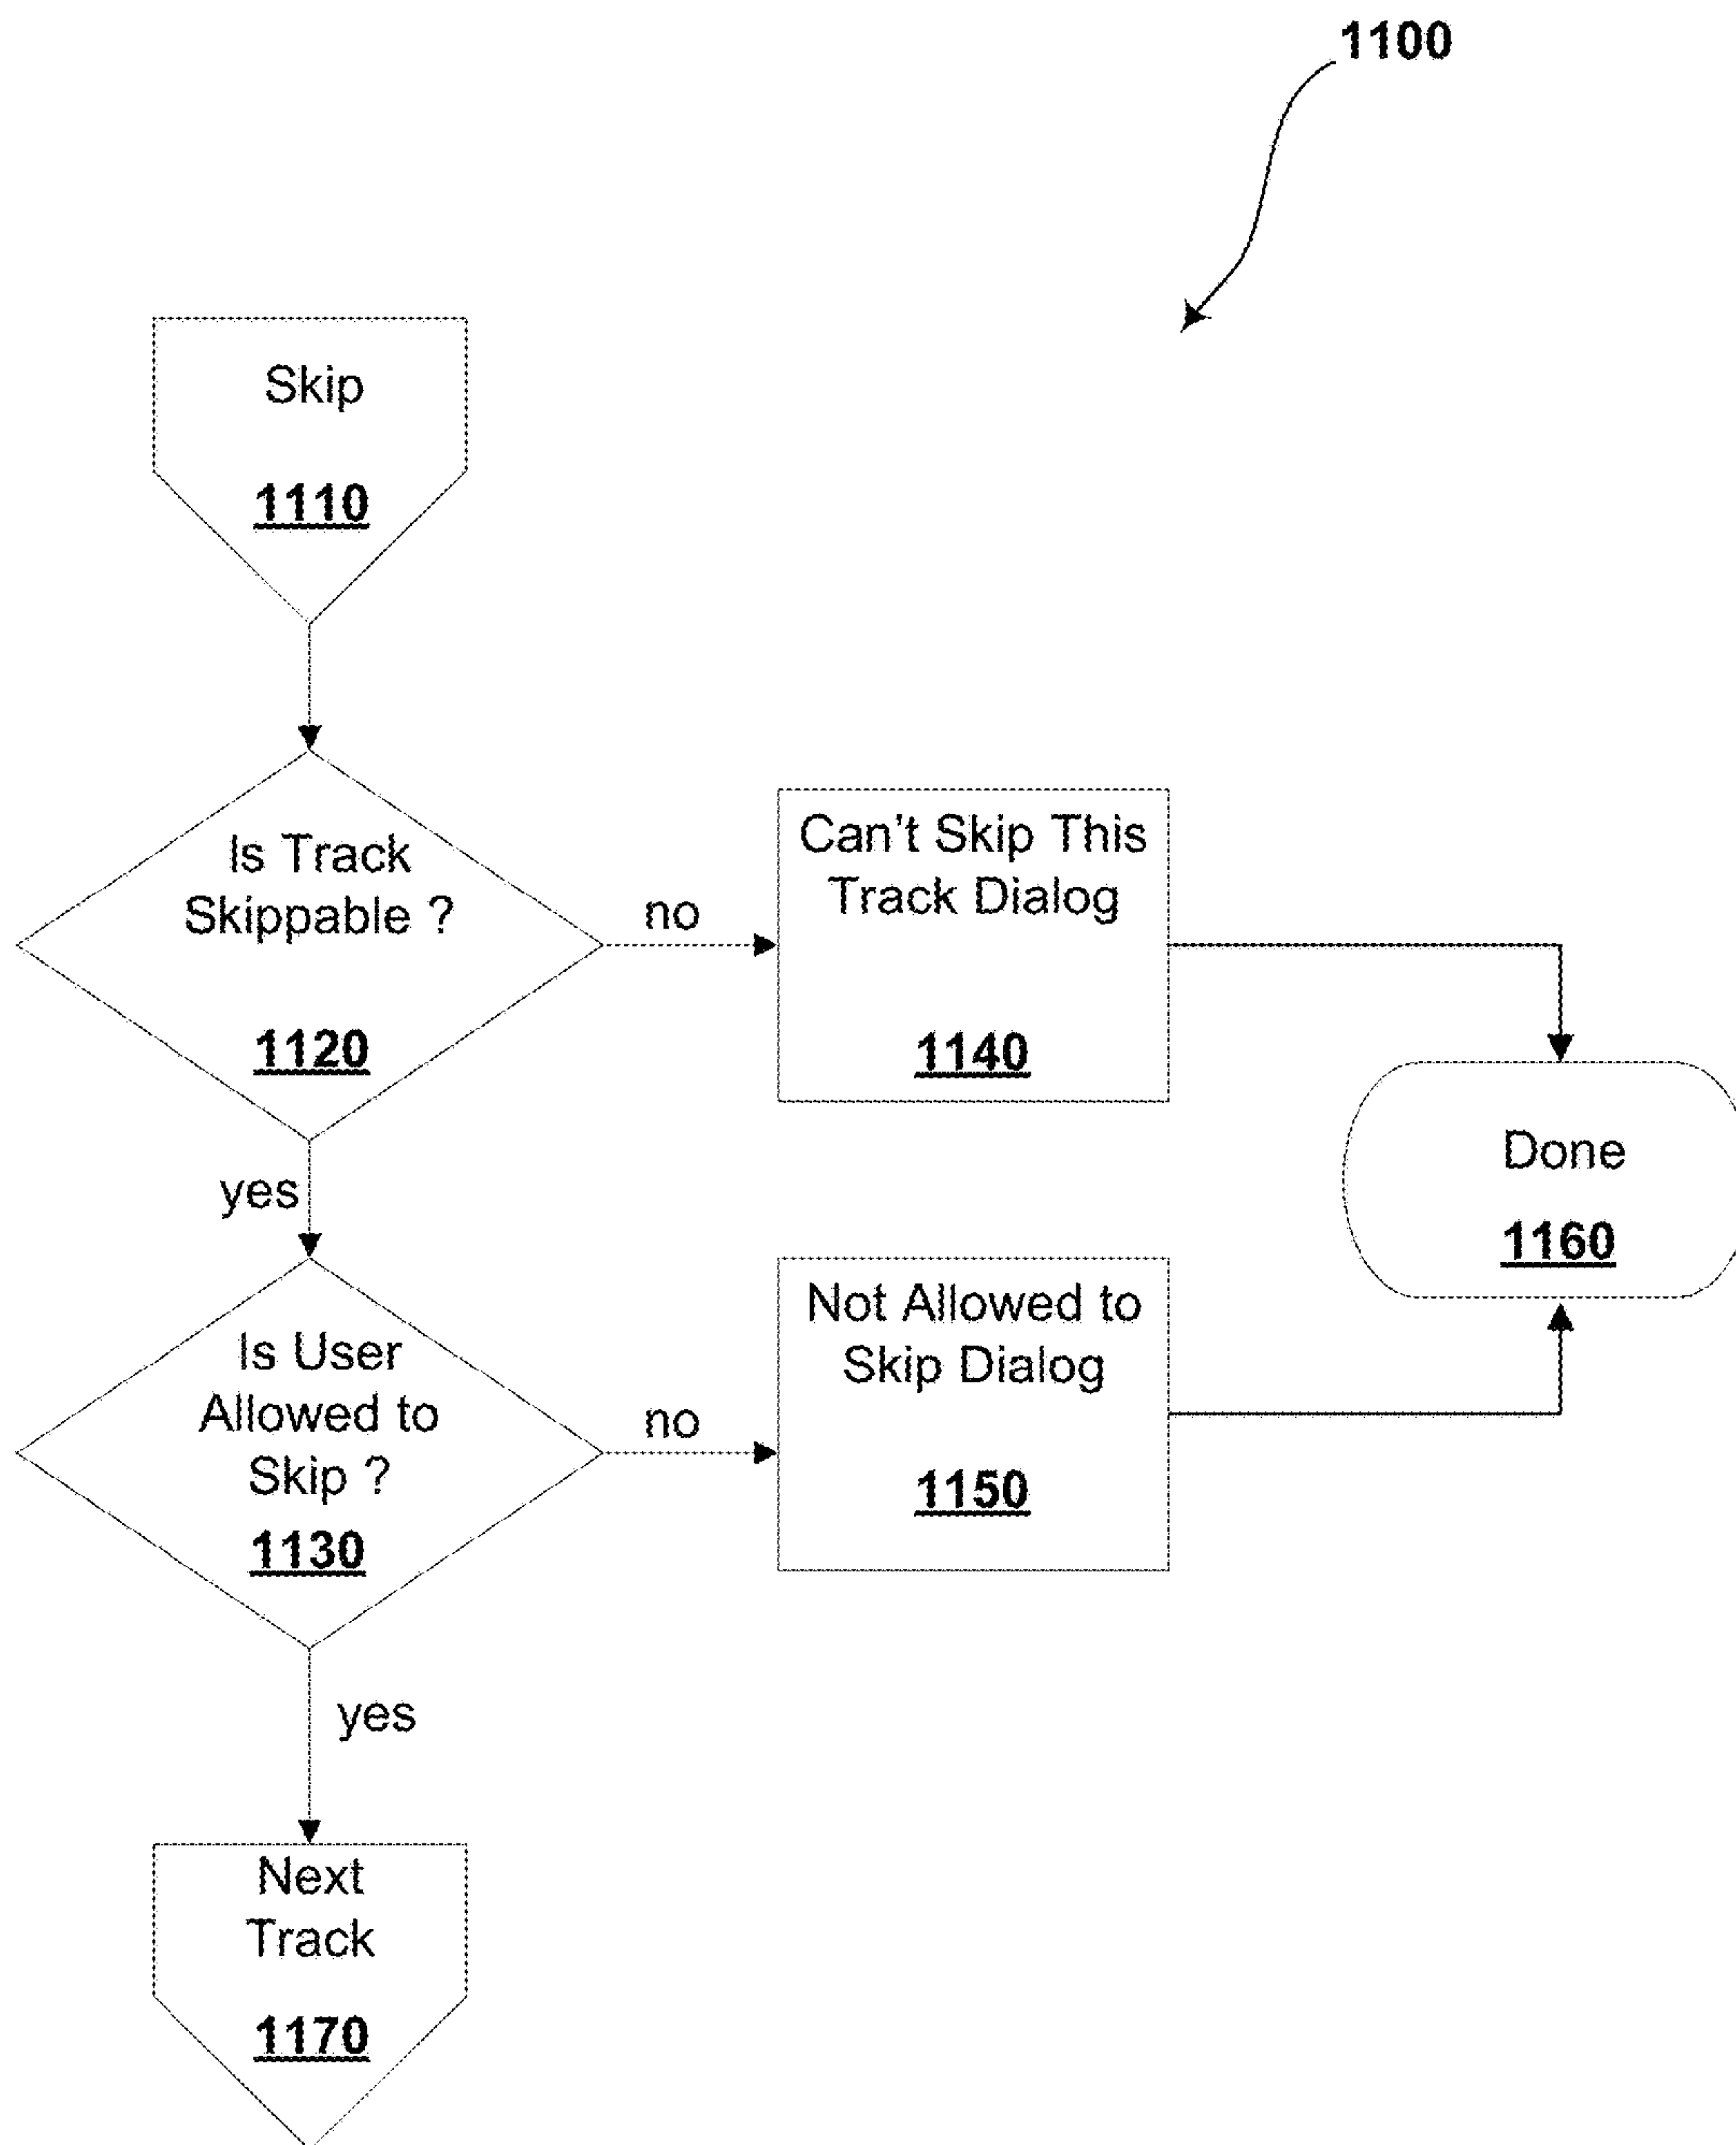 1100
Skip
1110
Is Track
Skippable ?
1120
no
Can't Skip This
Track Dialog
1140
Done
1160
yes
Is User
Allowed to
Skip ?
1130
no
Not Allowed to
Skip Dialog
1150
yes
Next
Track
1170